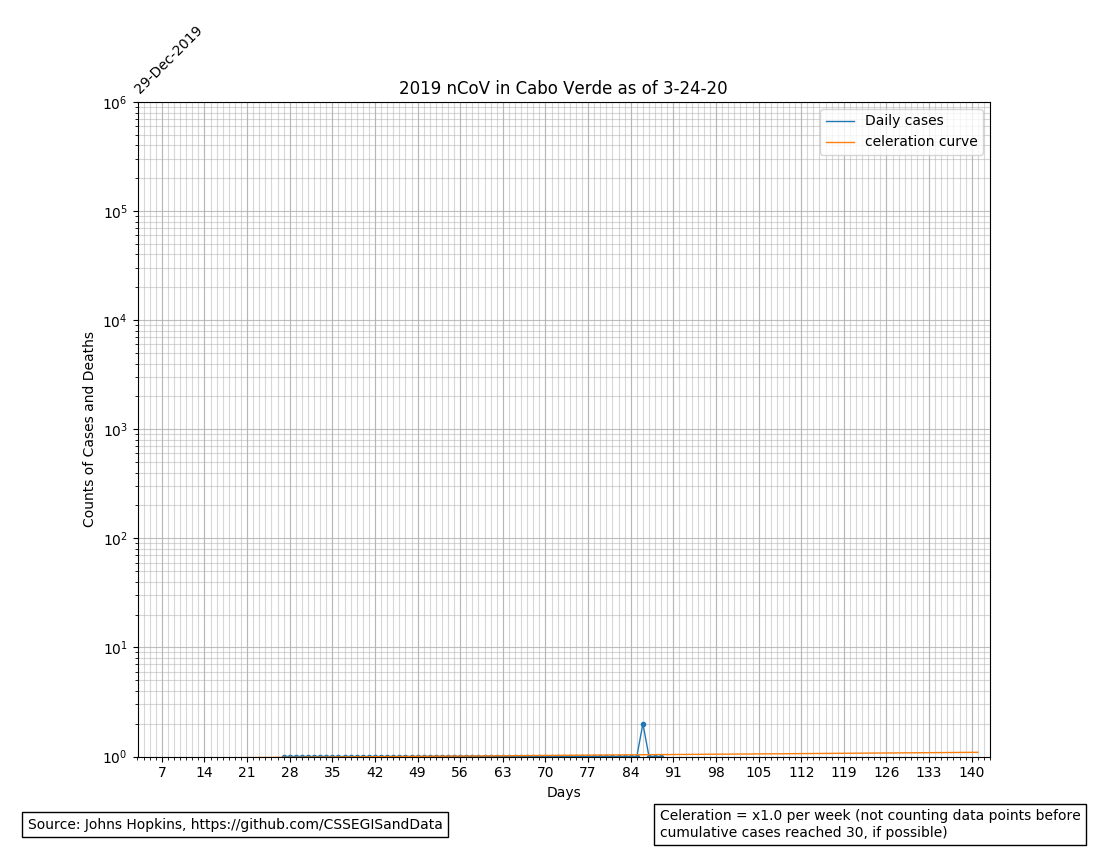 29-Dec-2019
2019 nCoV in Cabo Verde as of 3-24-20
Daily cases
celeration curve
Counts of Cases and Deaths
10^6
10^5
10^4
10^3
10^2
10^1
10^0
7 14 21 28 35 42 49 56 63 70 77 84 91 98 105 112 119 126 133 140
Days
Source: Johns Hopkins, https://github.com/CSSEGISandData
Celeration = x1.0 per week (not counting data points before
cumulative cases reached 30, if possible)